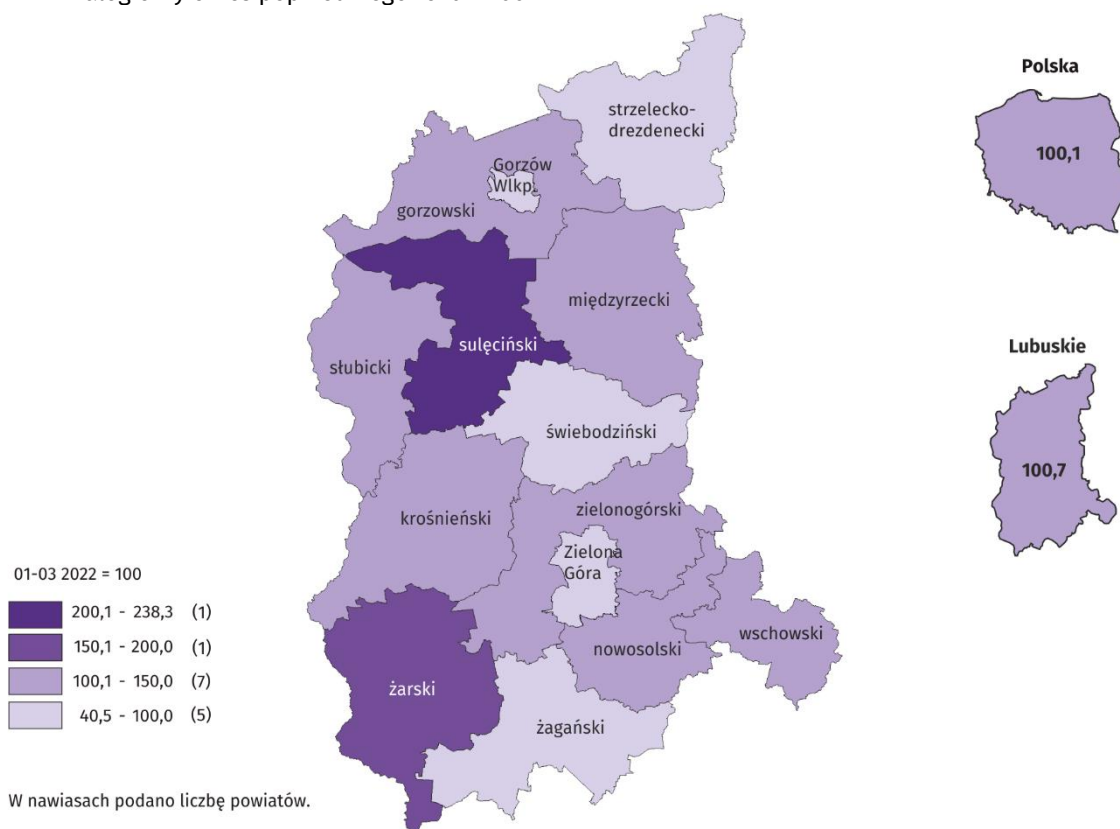 strzelecko-
drezdenecki
Gorzów
Wlkp.
gorzowski
międzyrzecki
sulęciński
słubicki
świebodziński
krośnieński
zielonogórski
Zielona
Góra
nowosolski
wschowski
żarski
żagański
Polska
100,1
Lubuskie
100,7
01-03 2022 = 100
200,1 - 238,3 (1)
150,1 - 200,0 (1)
100,1 - 150,0 (7)
40,5 - 100,0 (5)
W nawiasach podano liczbę powiatów.